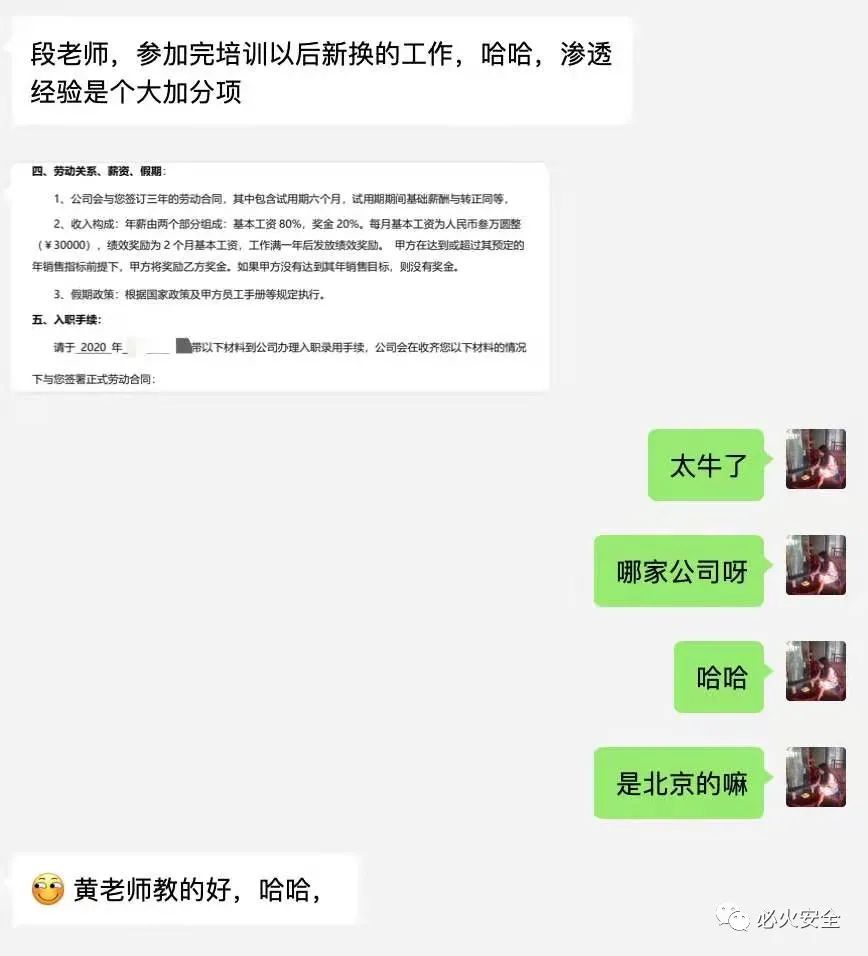 段老师，参加完培训以后新换的工作，哈哈，渗透
经验是个大加分项
四、劳动关系、薪资、假期：
1、公司会与您签订三年的劳动合同，其中包含试用期六个月，试用期期间基础薪酬与转正同等，
2、收入构成：年薪由两个部分组成：基本工资 80%，奖金 20%。每月基本工资为人民币叁万圆整
（￥30000），绩效奖励为 2 个月基本工资，工作满一年后发放绩效奖励。 甲方在达到或超过其预定的
年销售指标前提下，甲方将奖励乙方奖金。如果甲方没有达到其年销售目标，则没有奖金。
3、假期政策：根据国家政策及甲方员工手册等规定执行。
五、入职手续：
请于 2020 年 带以下材料到公司办理入职录用手续，公司会在收齐您以下材料的情况
下与您签署正式劳动合同：
太牛了
哪家公司呀
哈哈
是北京的嘛
黄老师教的好，哈哈，
必火安全